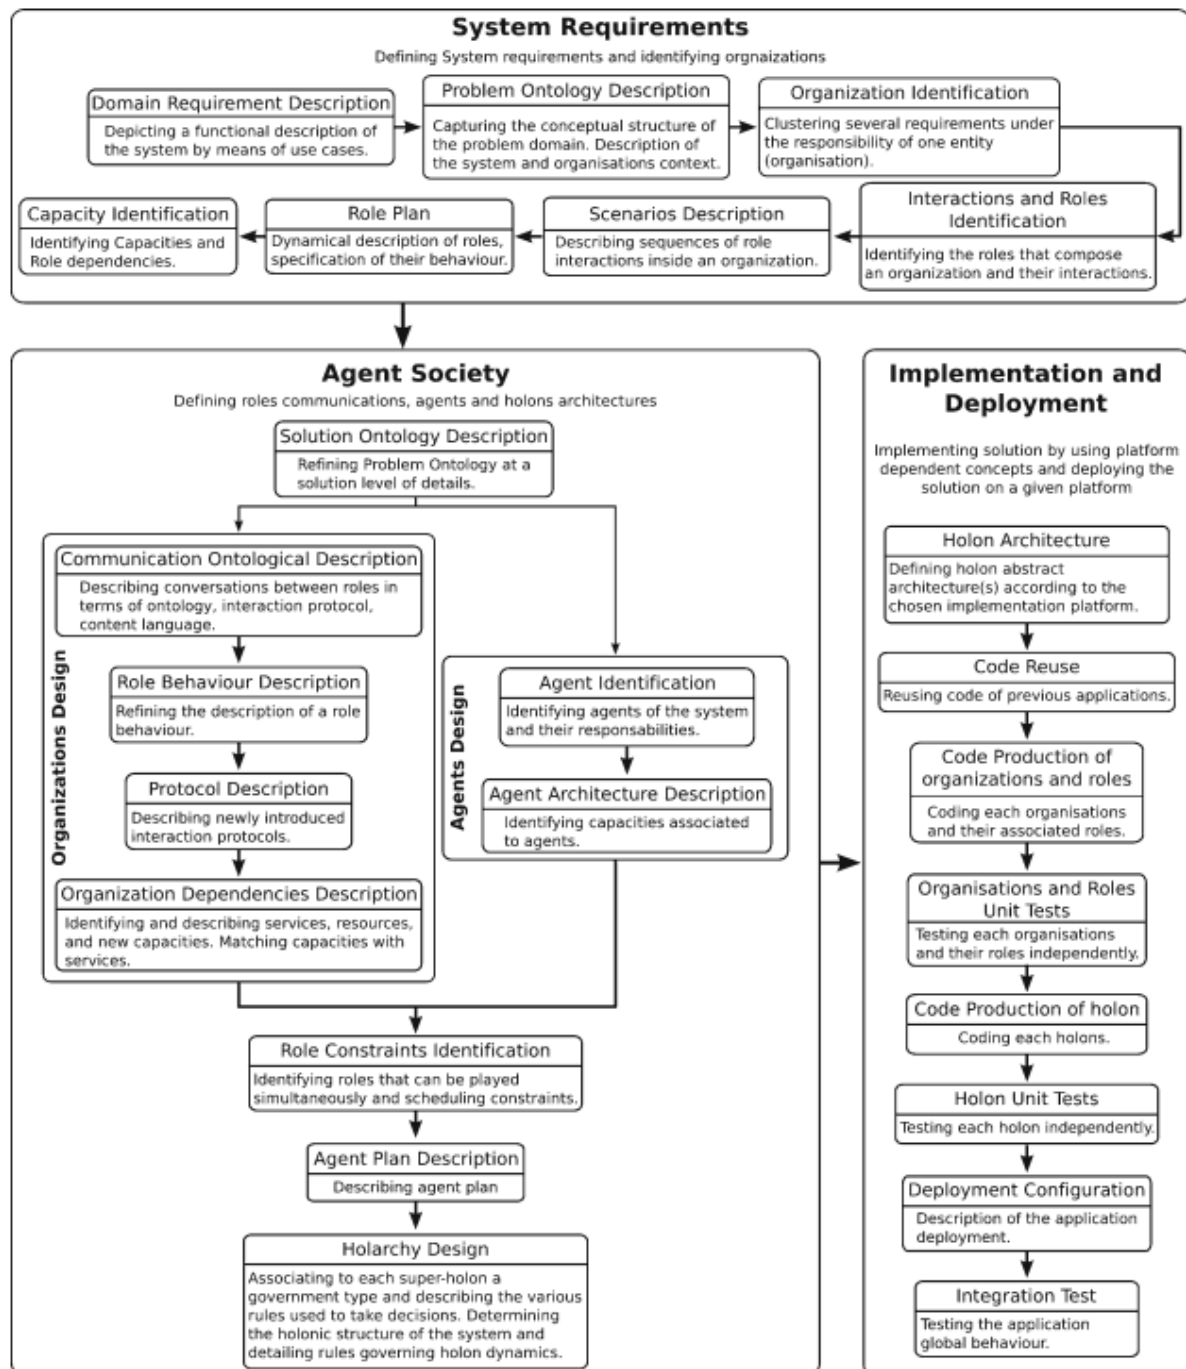 System Requirements
Defining System requirements and identifying orgnaizations
Domain Requirement Description
Depicting a functional description of
the system by means of use cases.
Problem Ontology Description
Capturing the conceptual structure of
the problem domain. Description of
the system and organisations context.
Organization Identification
Clustering several requirements under
the responsibility of one entity
(organisation).
Interactions and Roles
Identification
Identifying the roles that compose
an organization and their interactions.
Scenarios Description
Describing sequences of role
interactions inside an organization.
Role Plan
Dynamical description of roles,
specification of their behaviour.
Capacity Identification
Identifying Capacities and
Role dependencies.
Agent Society
Defining roles communications, agents and holons architectures
Solution Ontology Description
Refining Problem Ontology at a
solution level of details.
Organizations Design
Communication Ontological Description
Describing conversations between roles in
terms of ontology, interaction protocol,
content language.
Role Behaviour Description
Refining the description of a role
behaviour.
Protocol Description
Describing newly introduced
interaction protocols.
Organization Dependencies Description
Identifying and describing services, resources,
and new capacities. Matching capacities with
services.
Agents Design
Agent Identification
Identifying agents of the system
and their responsabilities.
Agent Architecture Description
Identifying capacities associated
to agents.
Role Constraints Identification
Identifying roles that can be played
simultaneously and scheduling constraints.
Agent Plan Description
Describing agent plan
Holarchy Design
Associating to each super-holon a
government type and describing the various
rules used to take decisions. Determining
the holonic structure of the system and
detailing rules governing holon dynamics.
Implementation and
Deployment
Implementing solution by using platform
dependent concepts and deploying the
solution on a given platform
Holon Architecture
Defining holon abstract
architecture(s) according to the
chosen implementation platform.
Code Reuse
Reusing code of previous applications.
Code Production of
organizations and roles
Coding each organisations
and their associated roles.
Organisations and Roles
Unit Tests
Testing each organisations
and their roles independently.
Code Production of holon
Coding each holons.
Holon Unit Tests
Testing each holon independently.
Deployment Configuration
Description of the application
deployment.
Integration Test
Testing the application
global behaviour.